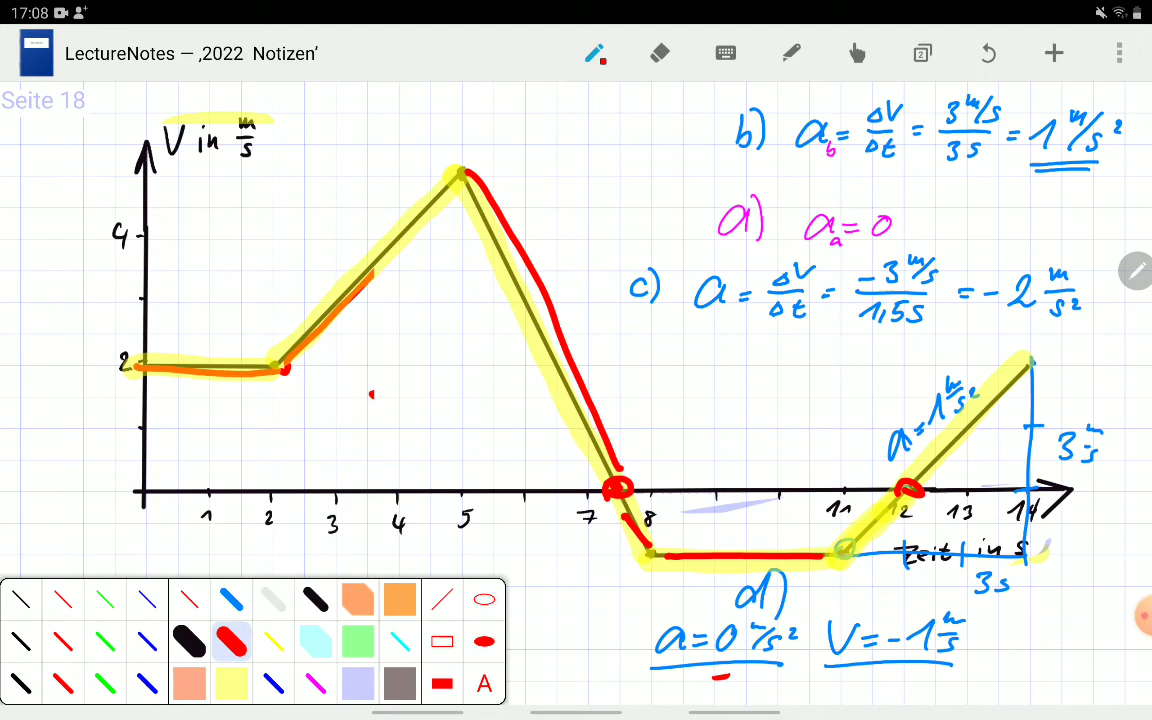 17:08
LectureNotes — ‚2022 Notizen’
2
Seite 18
V in m/s
b) a_b = ΔV/Δt = 3 m/s / 3 s = 1 m/s²
a) a_a = 0
c) a = ΔV/Δt = -3 m/s / 1,5 s = -2 m/s²
4
2
a = 1 m/s²
3 m/s
1 2 3 4 5 7 8 11 12 13 14
Zeit in s
3s
d)
a = 0 m/s² V = -1 m/s
A